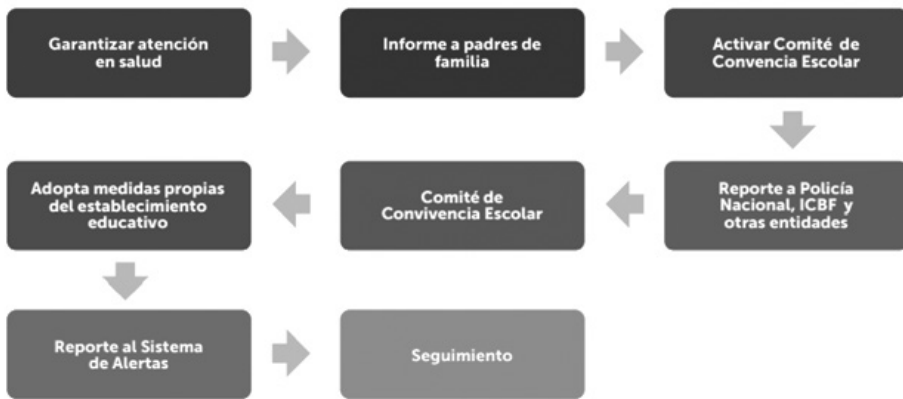 Garantizar atención
en salud
Informe a padres de
familia
Activar Comité de
Convencia Escolar
Reporte a Policía
Nacional, ICBF y
otras entidades
Comité de
Convivencia Escolar
Adopta medidas propias
del establecimiento
educativo
Reporte al Sistema
de Alertas
Seguimiento